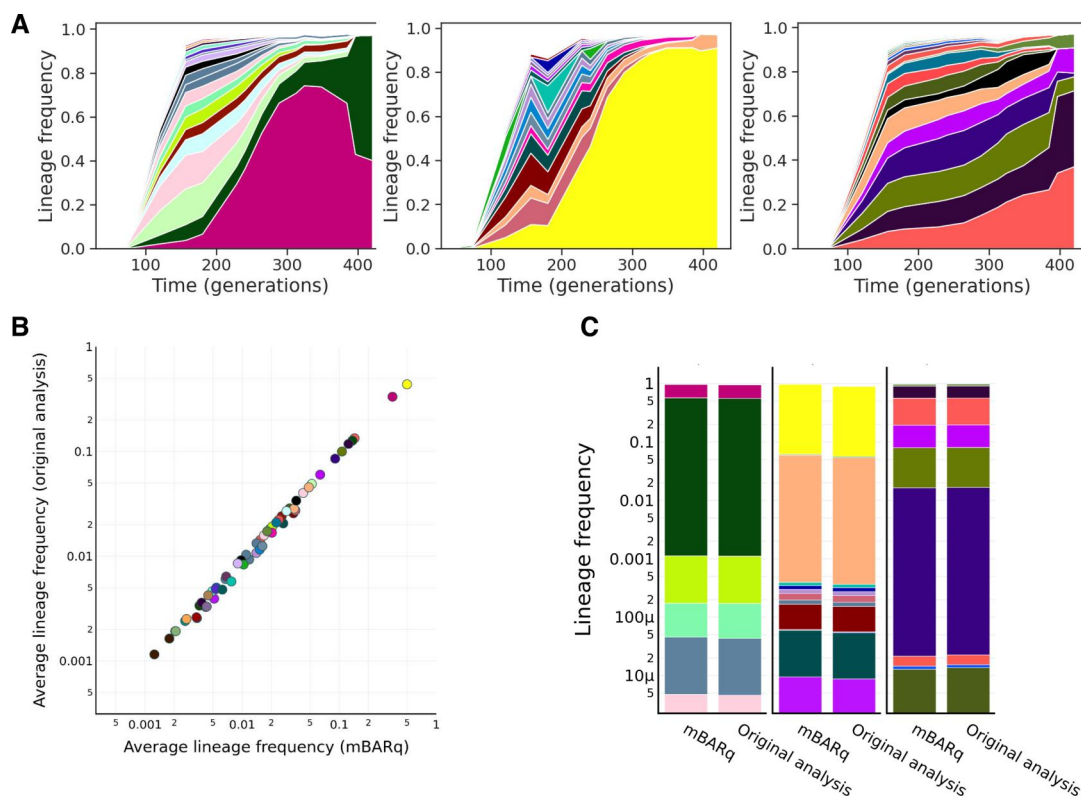 A
1.0
0.8
0.6
0.4
0.2
0.0
Lineage frequency
100 200 300 400
Time (generations)
1.0
0.8
0.6
0.4
0.2
0.0
Lineage frequency
100 200 300 400
Time (generations)
1.0
0.8
0.6
0.4
0.2
0.0
Lineage frequency
100 200 300 400
Time (generations)
B
Average lineage frequency (original analysis)
1
5
2
0.1
5
2
0.01
5
2
0.001
5
5 0.001 2 5 0.01 2 5 0.1 2 5 1
Average lineage frequency (mBARq)
C
Lineage frequency
1
5
2
0.1
5
2
0.01
5
2
0.001
5
2
100μ
5
2
10μ
5
mBARq
Original analysis
mBARq
Original analysis
mBARq
Original analysis